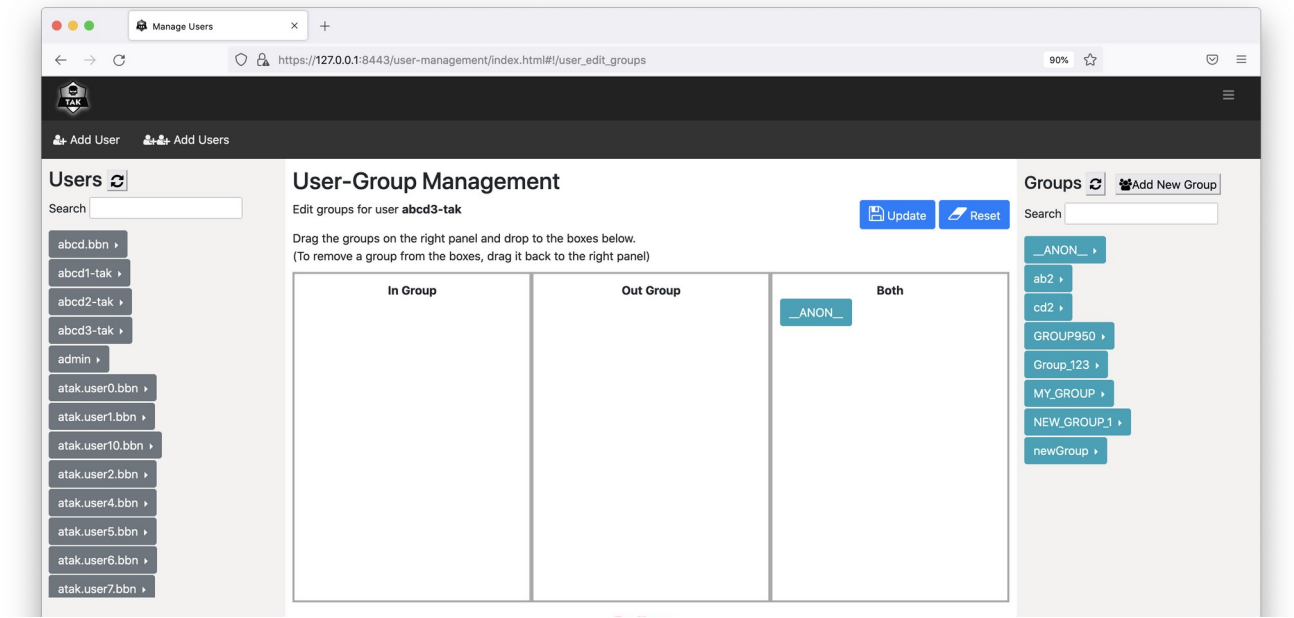 Manage Users
https://127.0.0.1:8443/user-management/index.html#!/user_edit_groups
90%
TAK
Add User
Add Users
Users
Search
abcd.bbn
abcd1-tak
abcd2-tak
abcd3-tak
admin
atak.user0.bbn
atak.user1.bbn
atak.user10.bbn
atak.user2.bbn
atak.user4.bbn
atak.user5.bbn
atak.user6.bbn
atak.user7.bbn
User-Group Management
Edit groups for user abcd3-tak
Update
Reset
Drag the groups on the right panel and drop to the boxes below.
(To remove a group from the boxes, drag it back to the right panel)
In Group
Out Group
Both
__ANON__
Groups
Add New Group
Search
__ANON__
ab2
cd2
GROUP950
Group_123
MY_GROUP
NEW_GROUP_1
newGroup